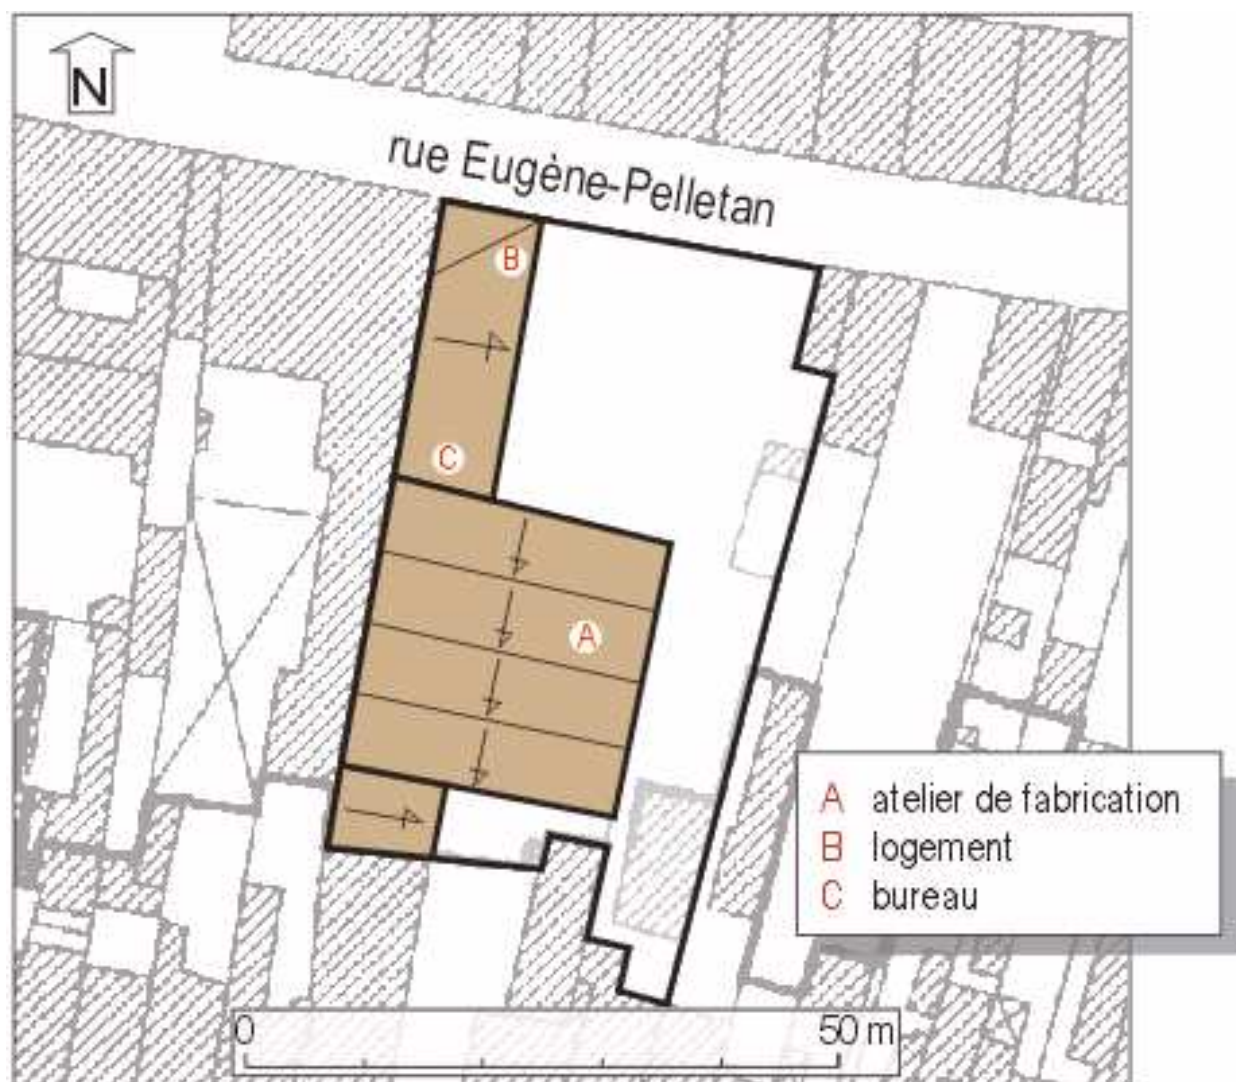 N
rue Eugène-Pelletan
B
C
A
A atelier de fabrication
B logement
C bureau
0 50 m